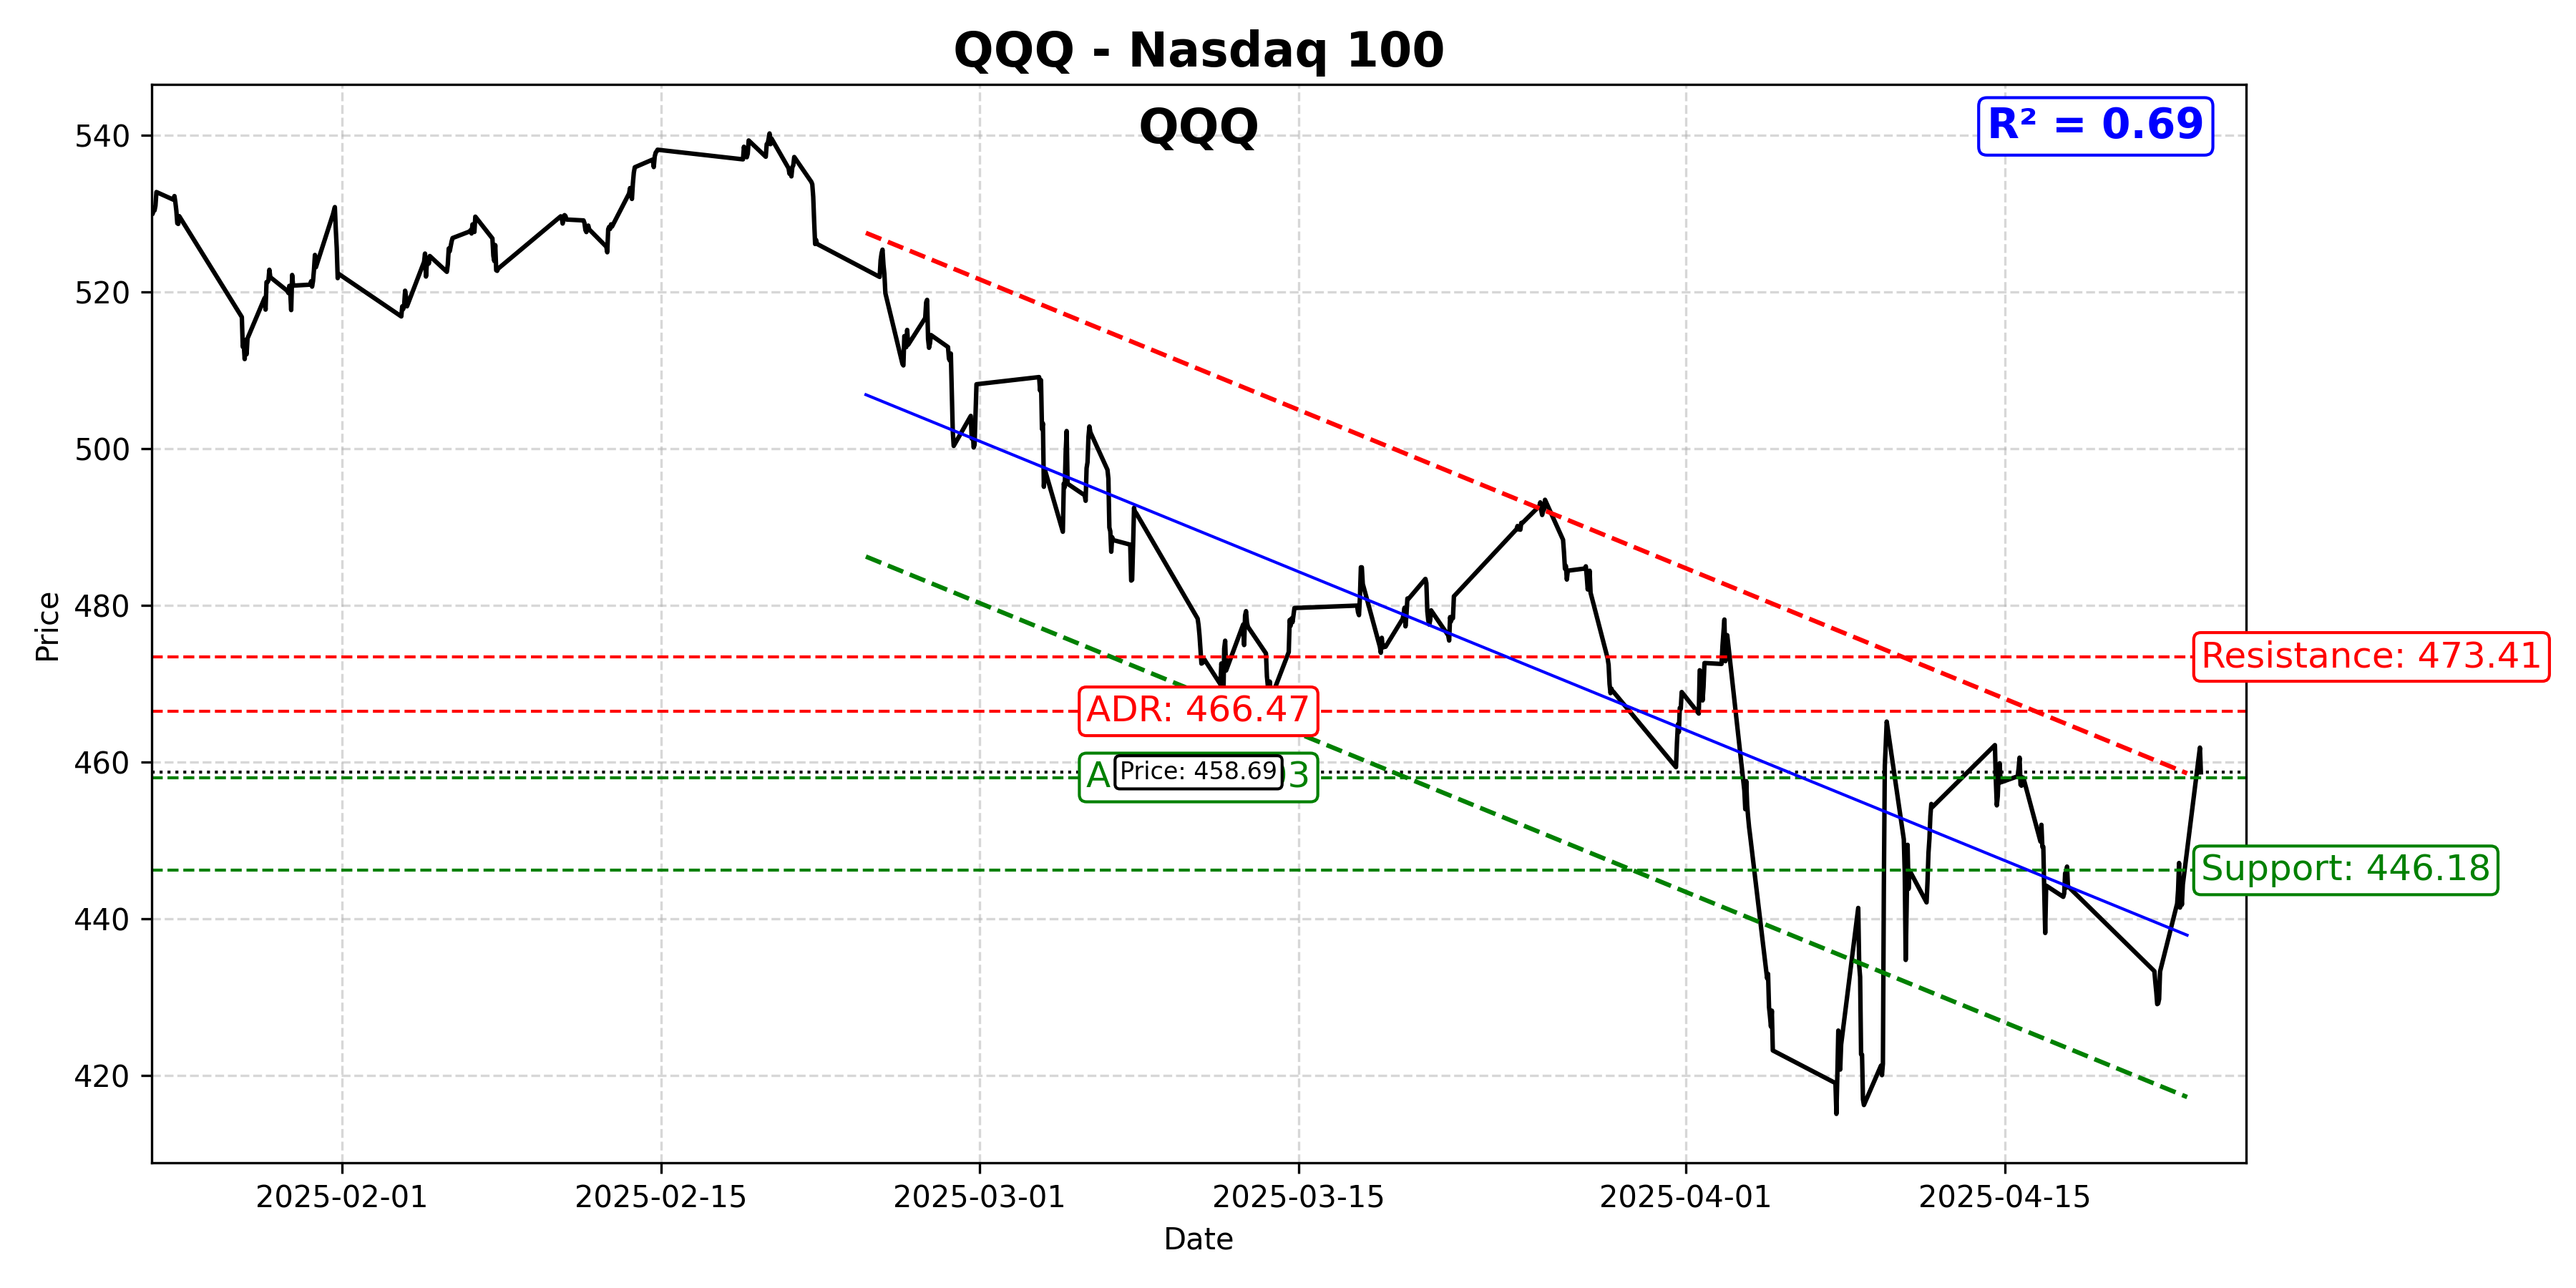 QQQ - Nasdaq 100
QQQ
R² = 0.69
540
520
500
480
460
440
420
Price
Resistance: 473.41
ADR: 466.47
Price: 458.69
Support: 446.18
2025-02-01
2025-02-15
2025-03-01
2025-03-15
2025-04-01
2025-04-15
Date